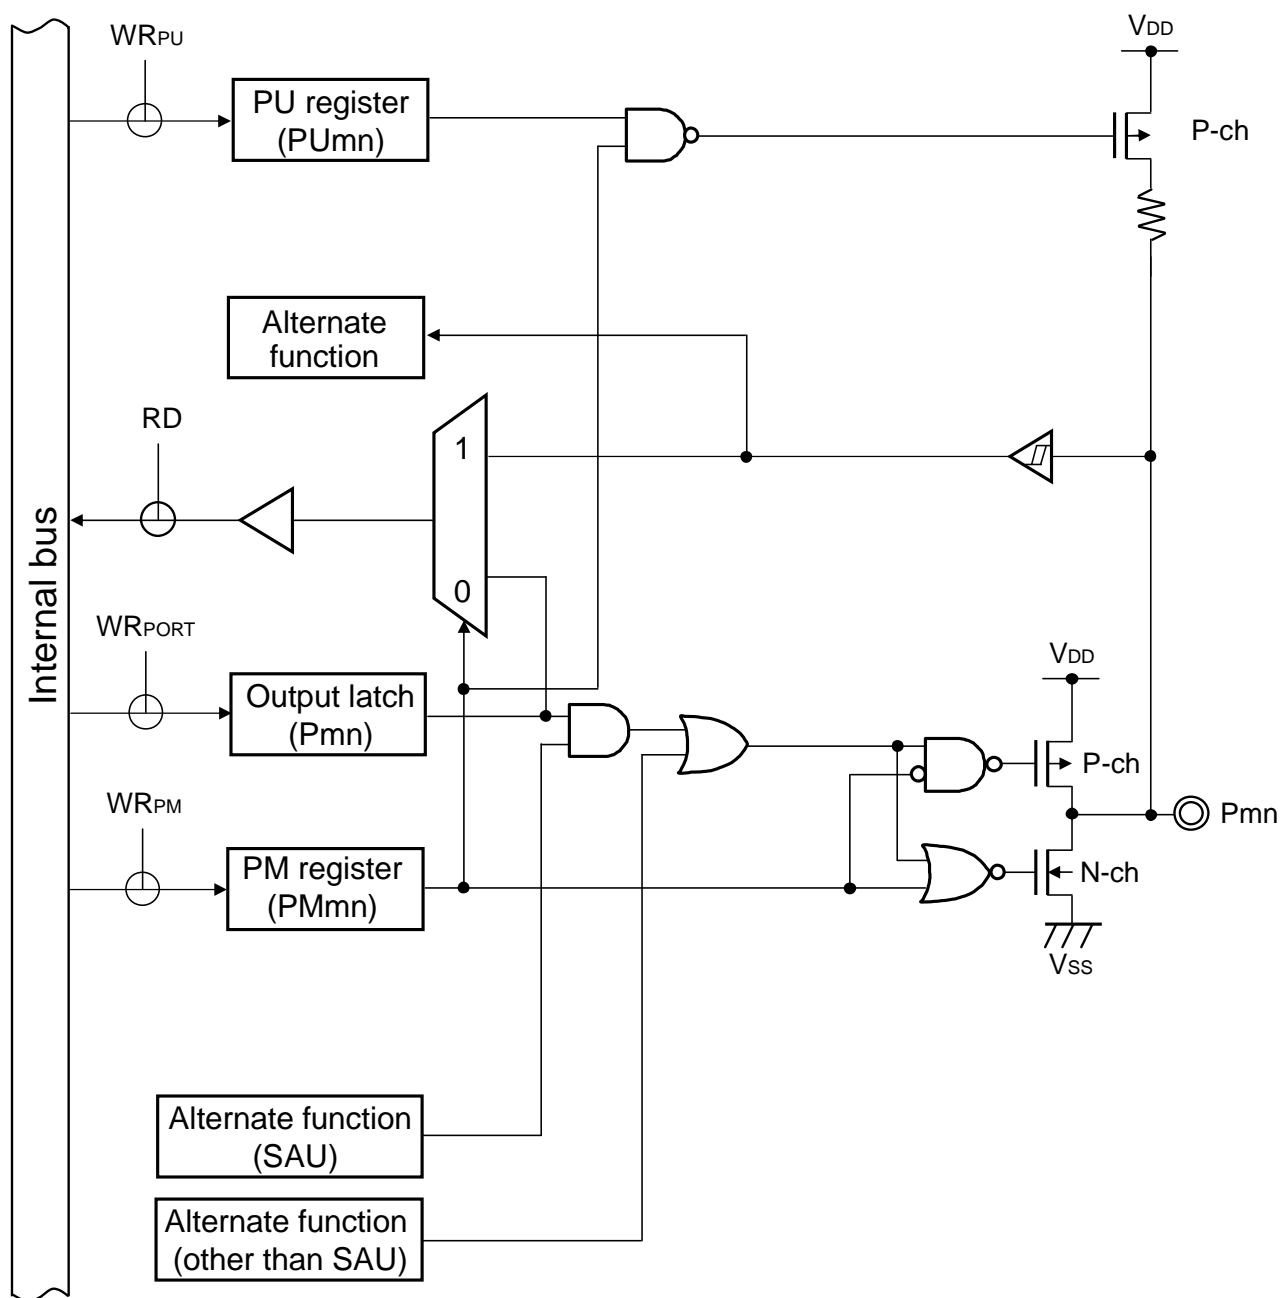 VDD
WRPU
PU register
(PUmn)
P-ch
Alternate
function
RD
1
0
Internal bus
WRPORT
Output latch
(Pmn)
VDD
P-ch
WRPM
Pmn
PM register
(PMmn)
N-ch
VSS
Alternate function
(SAU)
Alternate function
(other than SAU)